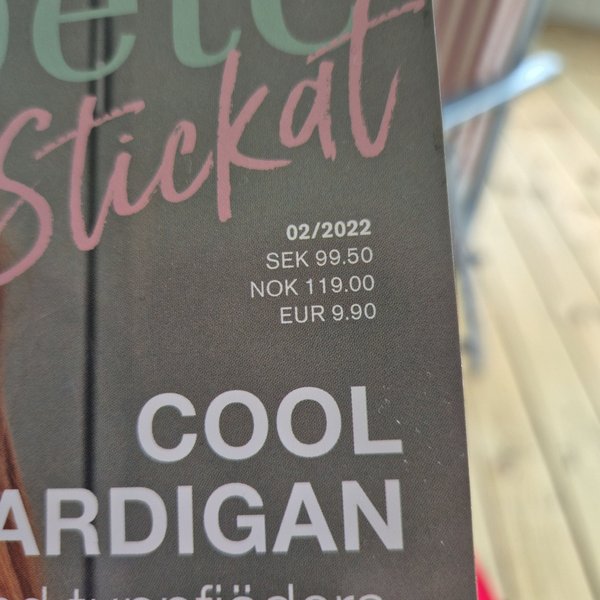 Stickat
02/2022
SEK 99.50
NOK 119.00
EUR 9.90
COOL
ARDIGAN